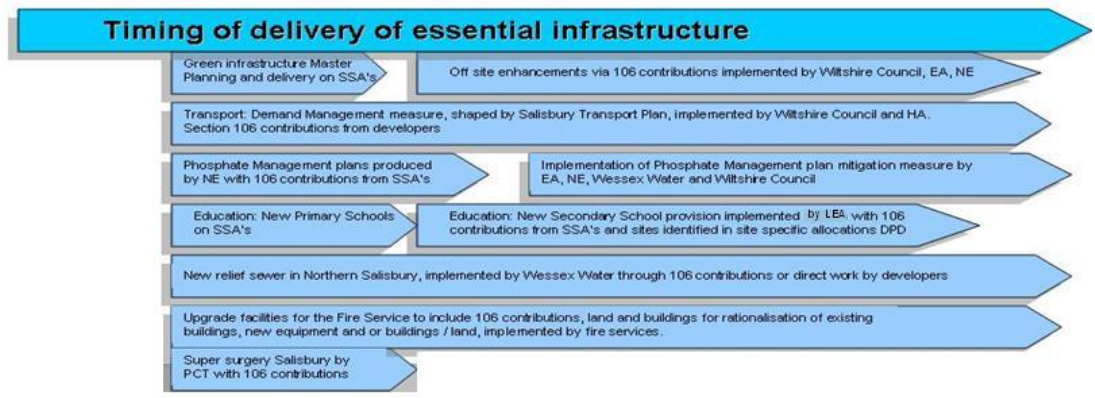 Timing of delivery of essential infrastructure
Green infrastructure Master
Planning and delivery on SSA's
Off site enhancements via 106 contributions implemented by Wiltshire Council, EA, NE
Transport: Demand Management measure, shaped by Salisbury Transport Plan, implemented by Wiltshire Council and HA.
Section 106 contributions from developers
Phosphate Management plans produced
by NE with 106 contributions from SSA's
Implementation of Phosphate Management plan mitigation measure by
EA, NE, Wessex Water and Wiltshire Council
Education: New Primary Schools
on SSA's
Education: New Secondary School provision implemented by LEA, with 106
contributions from SSA's and sites identified in site specific allocations DPD
New relief sewer in Northern Salisbury, implemented by Wessex Water through 106 contributions or direct work by developers
Upgrade facilities for the Fire Service to include 106 contributions, land and buildings for rationalisation of existing
buildings, new equipment and or buildings / land, implemented by fire services.
Super surgery Salisbury by
PCT with 106 contributions